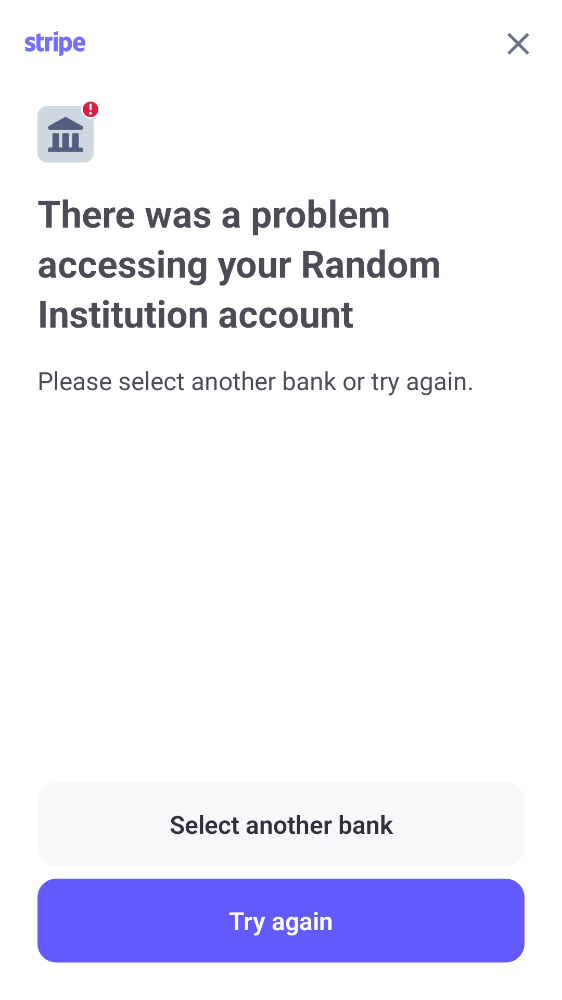 stripe
There was a problem
accessing your Random
Institution account
Please select another bank or try again.
Select another bank
Try again